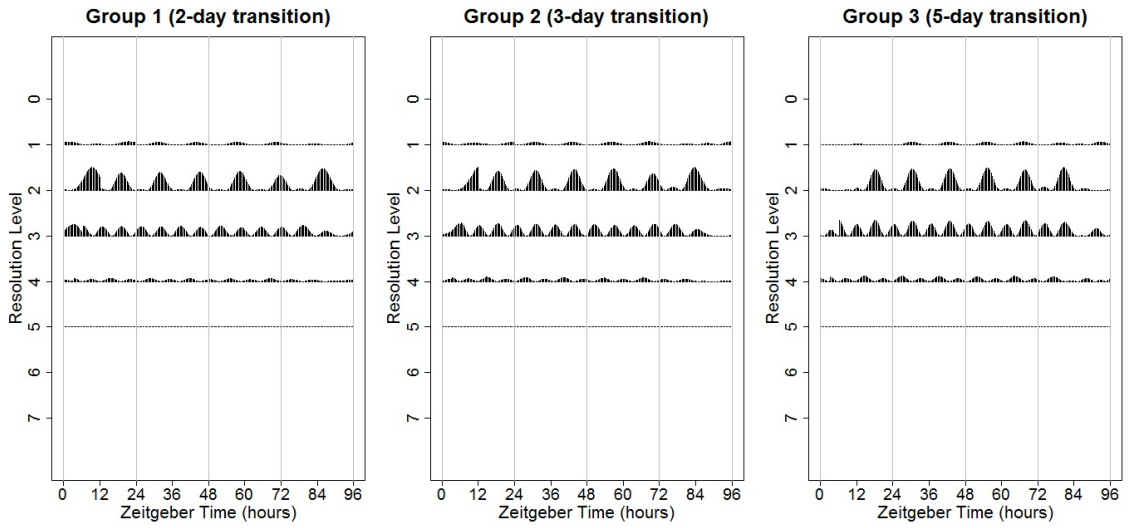 Group 1 (2-day transition)
Resolution Level
0
1
2
3
4
5
6
7
0 12 24 36 48 60 72 84 96
Zeitgeber Time (hours)
Group 2 (3-day transition)
Resolution Level
0
1
2
3
4
5
6
7
0 12 24 36 48 60 72 84 96
Zeitgeber Time (hours)
Group 3 (5-day transition)
Resolution Level
0
1
2
3
4
5
6
7
0 12 24 36 48 60 72 84 96
Zeitgeber Time (hours)